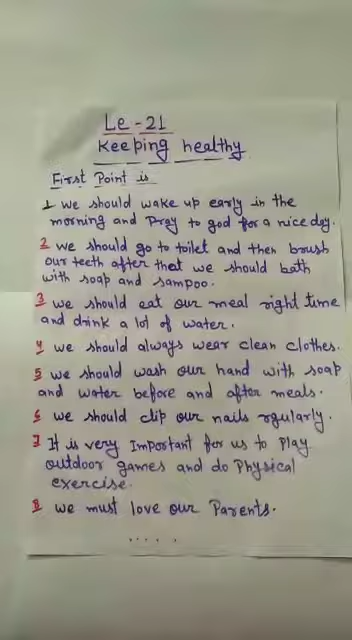 Le - 21
Keeping healthy
First Point is
1 we should wake up early in the
morning and Pray to god for a nice day.
2 we should go to toilet and then brush
our teeth after that we should bath
with soap and sampoo.
3 we should eat our meal right time
and drink a lot of water.
4 we should always wear clean clothes.
5 we should wash our hand with soap
and water before and after meals.
6 we should clip our nails rgularly.
7 It is very Important for us to Play
outdoor games and do Physical
exercise.
8 we must love our Parents.
.....